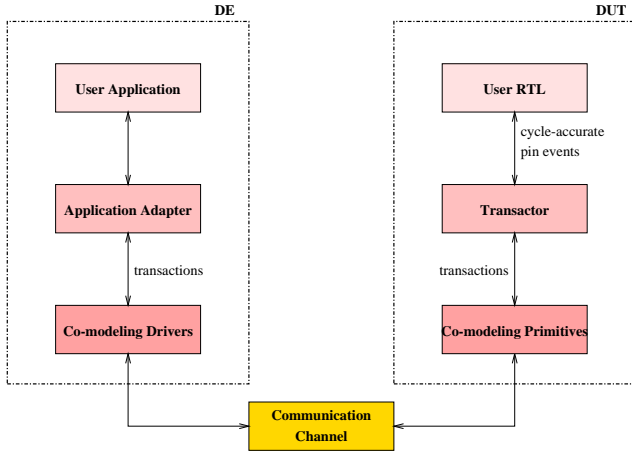 DE
DUT
User Application
User RTL
cycle-accurate
pin events
Application Adapter
Transactor
transactions
transactions
Co-modeling Drivers
Co-modeling Primitives
Communication
Channel